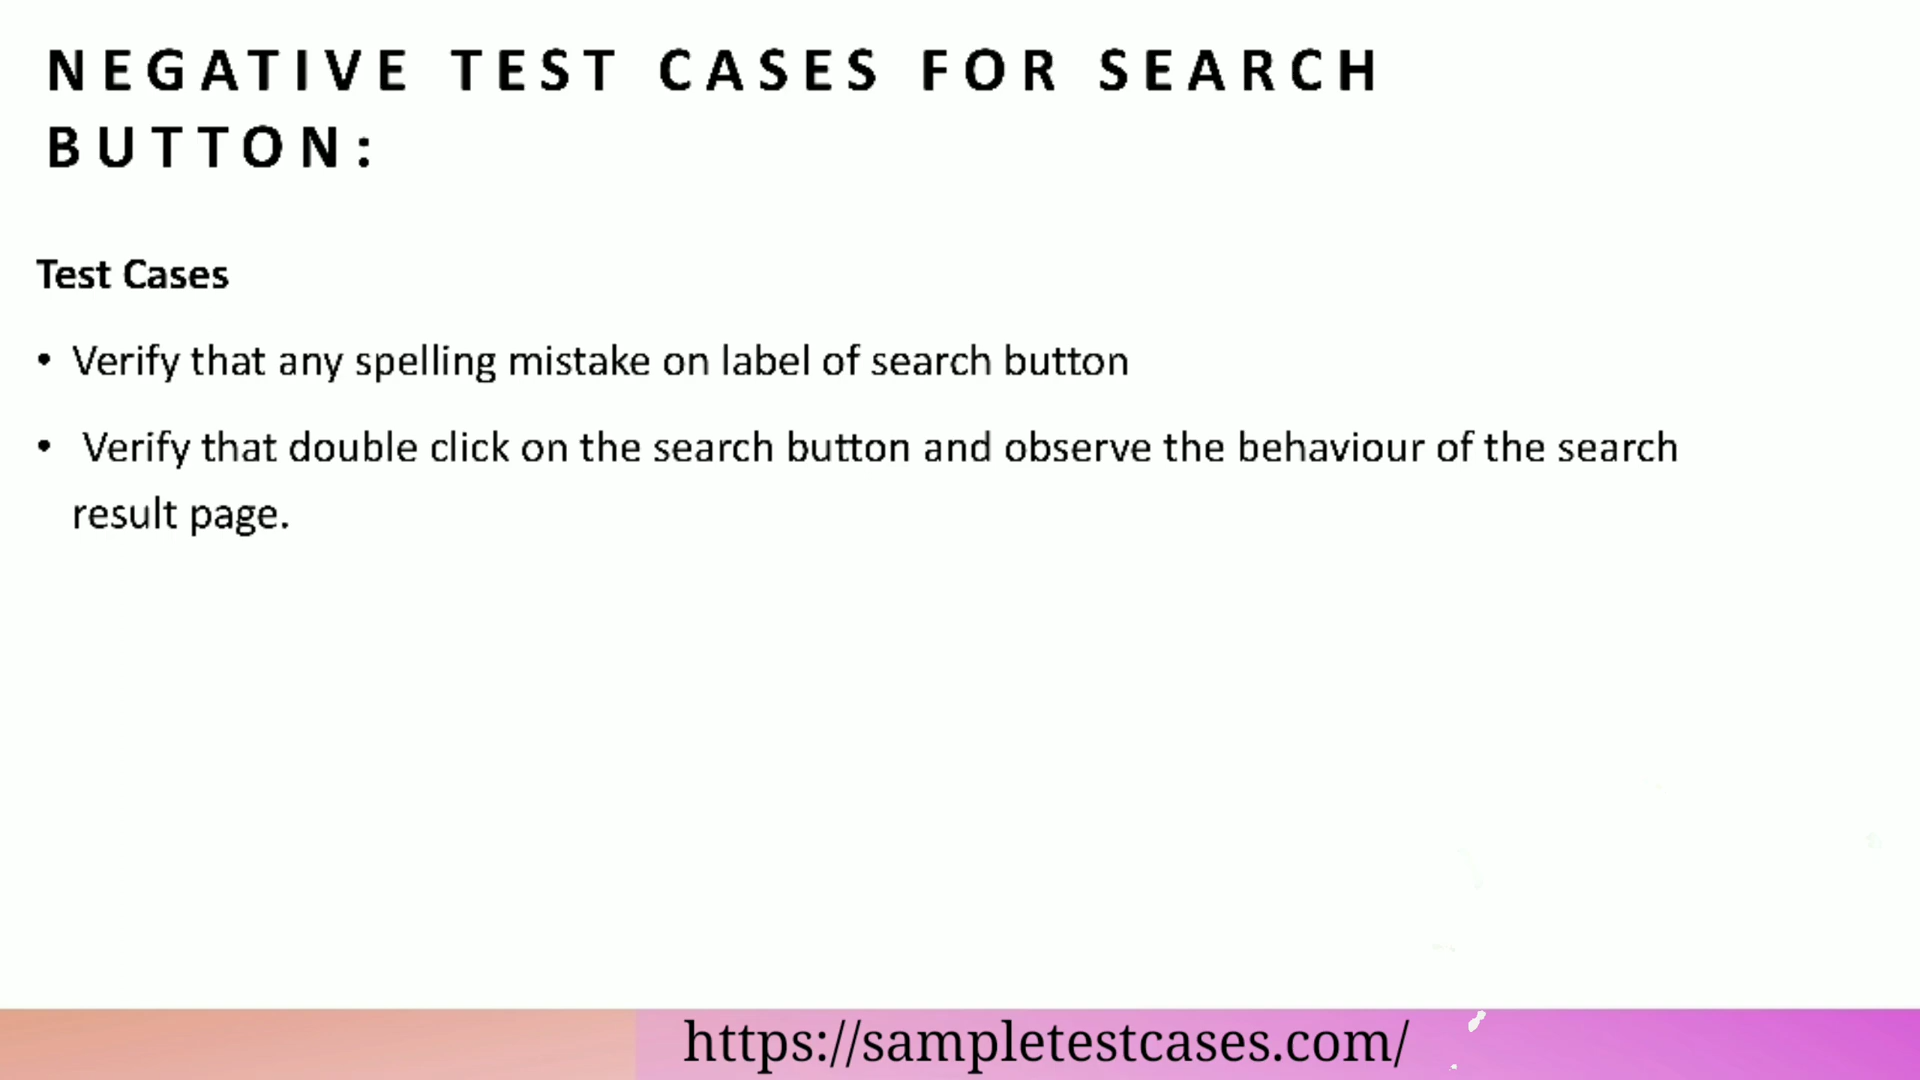 NEGATIVE TEST CASES FOR SEARCH
BUTTON:
Test Cases
• Verify that any spelling mistake on label of search button
• Verify that double click on the search button and observe the behaviour of the search
result page.
https://sampletestcases.com/